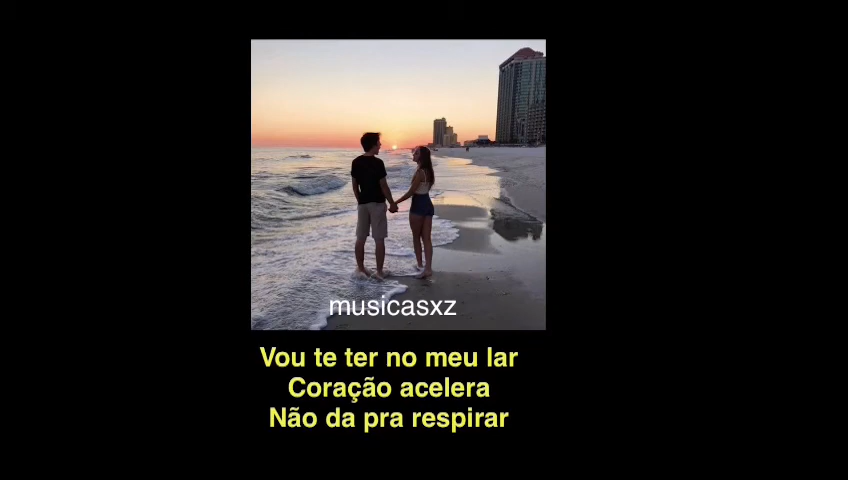 musicasxz
Vou te ter no meu lar
Coração acelera
Não da pra respirar